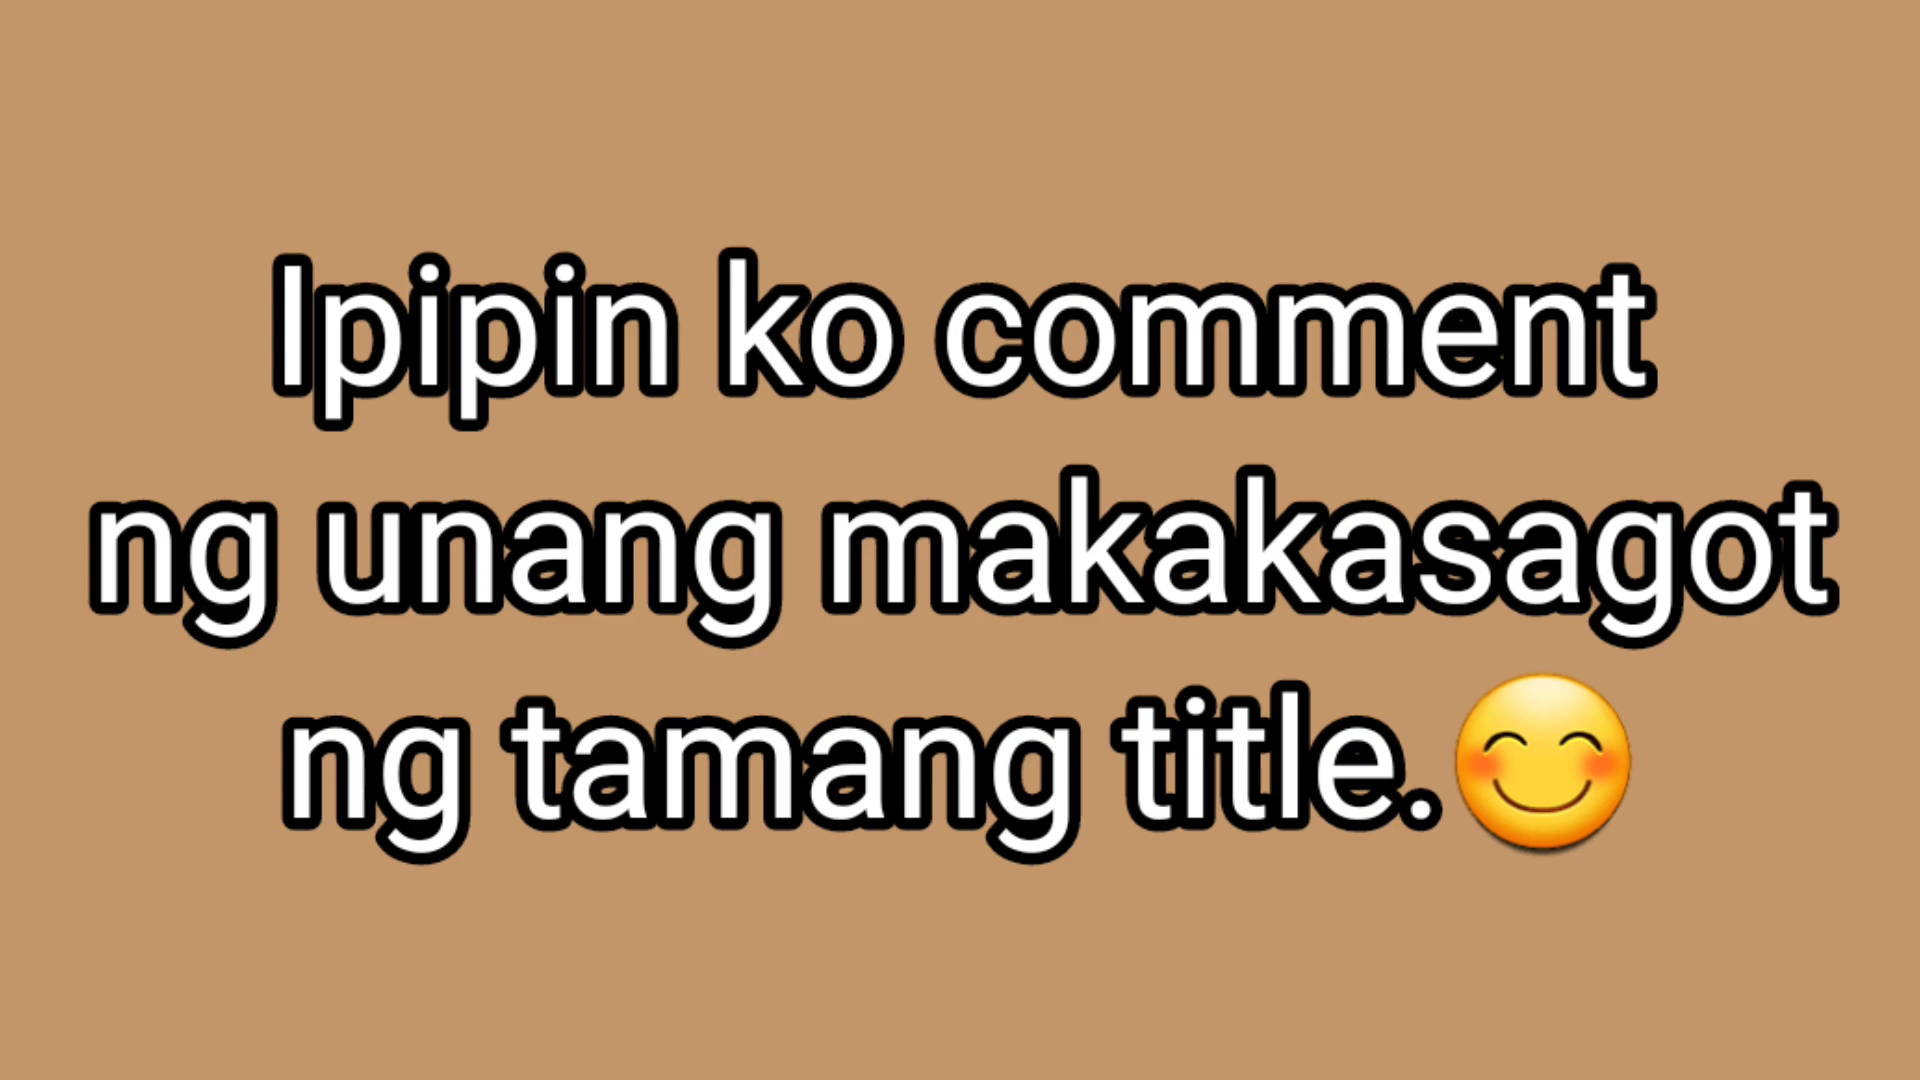 Ipipin ko comment
ng unang makakasagot
ng tamang title.😊